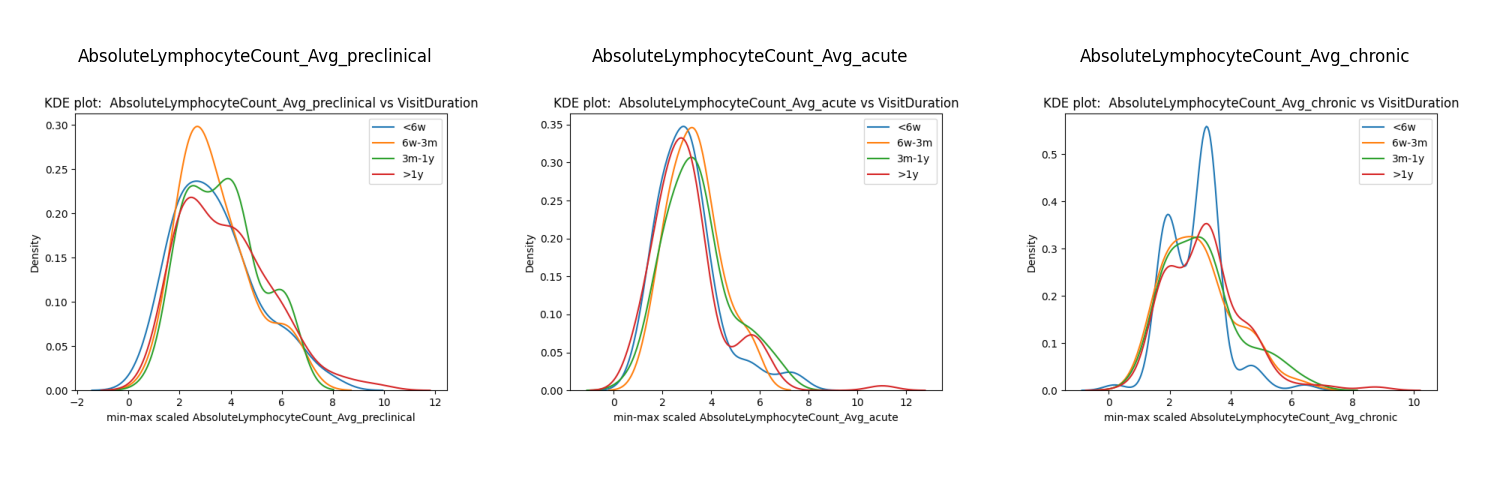 AbsoluteLymphocyteCount_Avg_preclinical
KDE plot:  AbsoluteLymphocyteCount_Avg_preclinical vs VisitDuration
<6w
6w-3m
3m-1y
>1y
0.30
0.25
0.20
0.15
0.10
0.05
0.00
Density
−2
0
2
4
6
8
10
12
min-max scaled AbsoluteLymphocyteCount_Avg_preclinical
AbsoluteLymphocyteCount_Avg_acute
KDE plot:  AbsoluteLymphocyteCount_Avg_acute vs VisitDuration
<6w
6w-3m
3m-1y
>1y
0.35
0.30
0.25
0.20
0.15
0.10
0.05
0.00
Density
0
2
4
6
8
10
12
min-max scaled AbsoluteLymphocyteCount_Avg_acute
AbsoluteLymphocyteCount_Avg_chronic
KDE plot:  AbsoluteLymphocyteCount_Avg_chronic vs VisitDuration
<6w
6w-3m
3m-1y
>1y
0.5
0.4
0.3
0.2
0.1
0.0
Density
0
2
4
6
8
10
min-max scaled AbsoluteLymphocyteCount_Avg_chronic